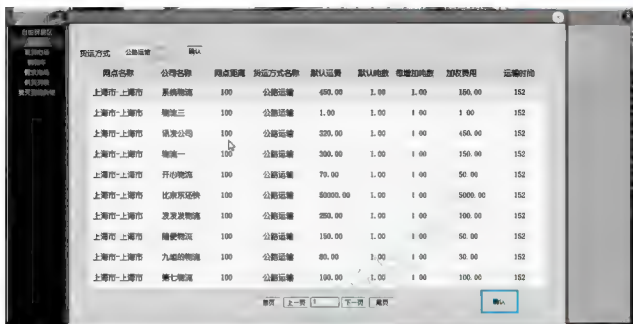 货运方式 公路运输 确认
网点名称 公司名称 网点距离 货运方式名称 默认运费 默认吨数 每增加吨数 加收费用 运输时间
上海市-上海市 系统物流 100 公路运输 450.00 1.00 1.00 150.00 152
上海市-上海市 物流三 100 公路运输 1.00 1.00 1.00 1.00 152
上海市-上海市 讯发公司 100 公路运输 320.00 1.00 1.00 450.00 152
上海市-上海市 物流一 100 公路运输 300.00 1.00 1.00 150.00 152
上海市-上海市 开心物流 100 公路运输 70.00 1.00 1.00 50.00 152
上海市-上海市 比京东还快 100 公路运输 50000.00 1.00 1.00 5000.00 152
上海市-上海市 发发发物流 100 公路运输 250.00 1.00 1.00 100.00 152
上海市-上海市 随便物流 100 公路运输 150.00 1.00 1.00 50.00 152
上海市-上海市 物流 100 公路运输 80.00 1.00 1.00 30.00 152
上海市-上海市 第七物流 100 公路运输 100.00 1.00 1.00 100.00 152
首页 上一页 1 下一页 尾页
确认